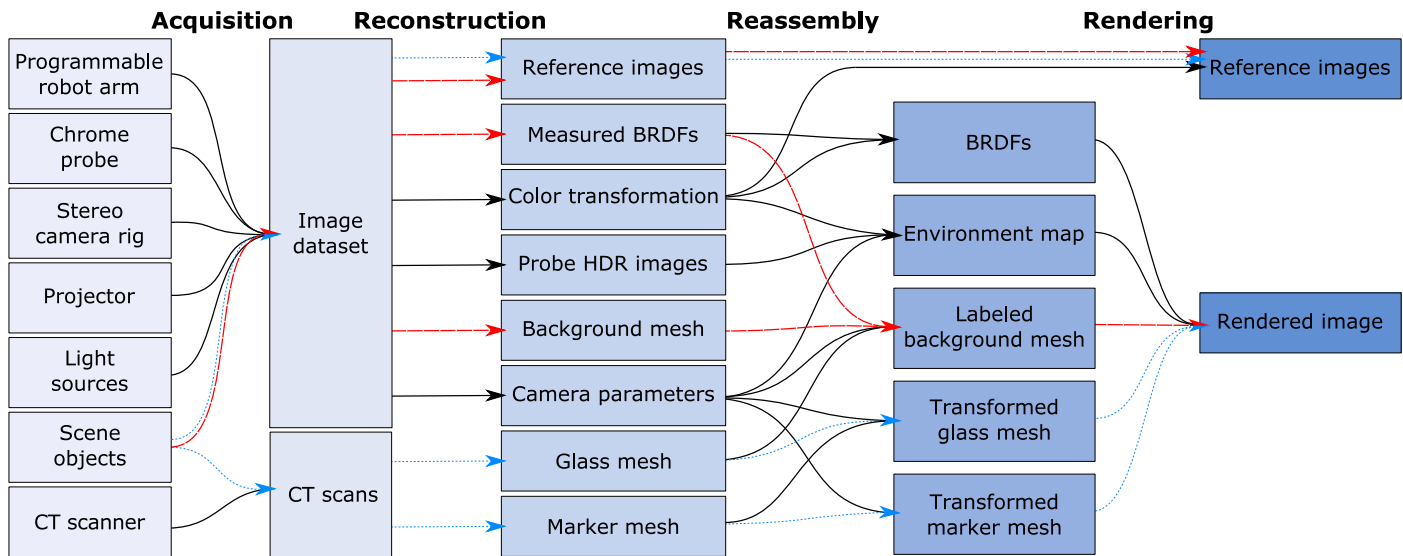 Acquisition
Reconstruction
Reassembly
Rendering
Programmable
robot arm
Chrome
probe
Stereo
camera rig
Projector
Light
sources
Scene
objects
CT scanner
Image
dataset
CT scans
Reference images
Measured BRDFs
Color transformation
Probe HDR images
Background mesh
Camera parameters
Glass mesh
Marker mesh
BRDFs
Environment map
Labeled
background mesh
Transformed
glass mesh
Transformed
marker mesh
Reference images
Rendered image